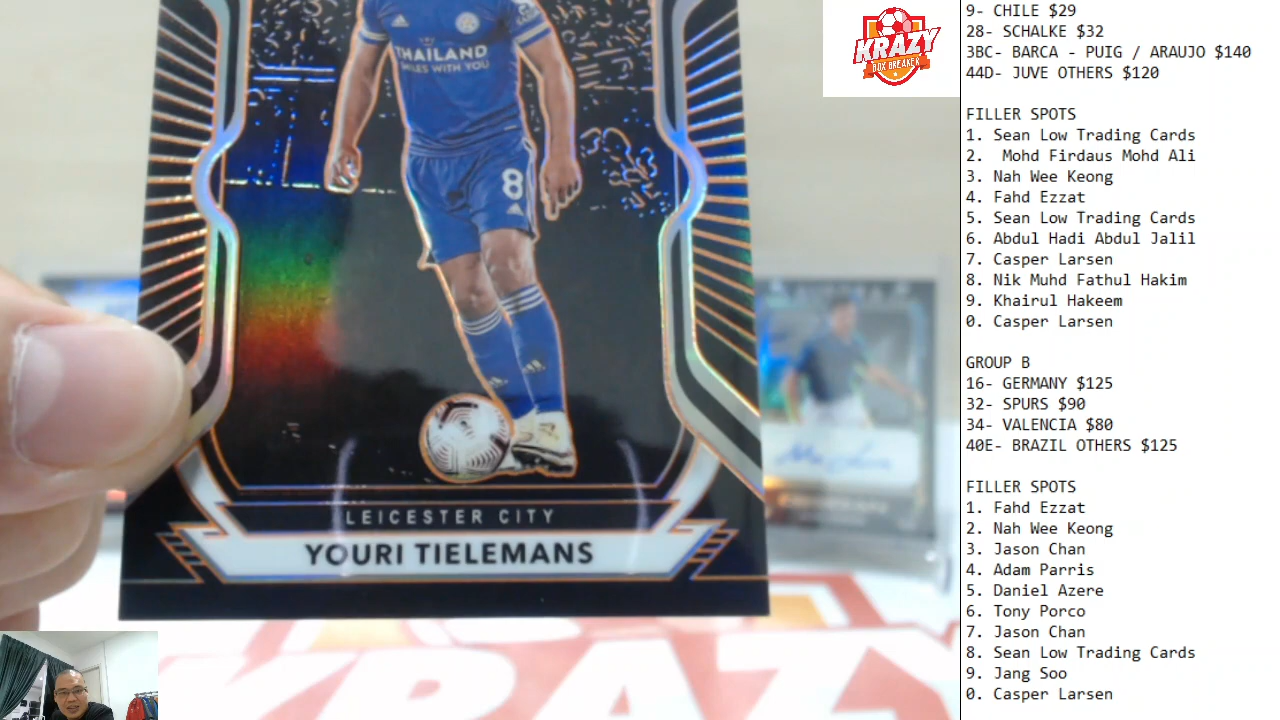 9- CHILE $29
28- SCHALKE $32
3BC- BARCA - PUIG / ARAUJO $140
44D- JUVE OTHERS $120
FILLER SPOTS
1. Sean Low Trading Cards
2.  Mohd Firdaus Mohd Ali
3. Nah Wee Keong
4. Fahd Ezzat
5. Sean Low Trading Cards
6. Abdul Hadi Abdul Jalil
7. Casper Larsen
8. Nik Muhd Fathul Hakim
9. Khairul Hakeem
0. Casper Larsen
GROUP B
16- GERMANY $125
32- SPURS $90
34- VALENCIA $80
40E- BRAZIL OTHERS $125
FILLER SPOTS
1. Fahd Ezzat
2. Nah Wee Keong
3. Jason Chan
4. Adam Parris
5. Daniel Azere
6. Tony Porco
7. Jason Chan
8. Sean Low Trading Cards
9. Jang Soo
0. Casper Larsen
KRAZY
BOX BREAKER
THAILAND
SMILES WITH YOU
8
LEICESTER CITY
YOURI TIELEMANS
KRAZY